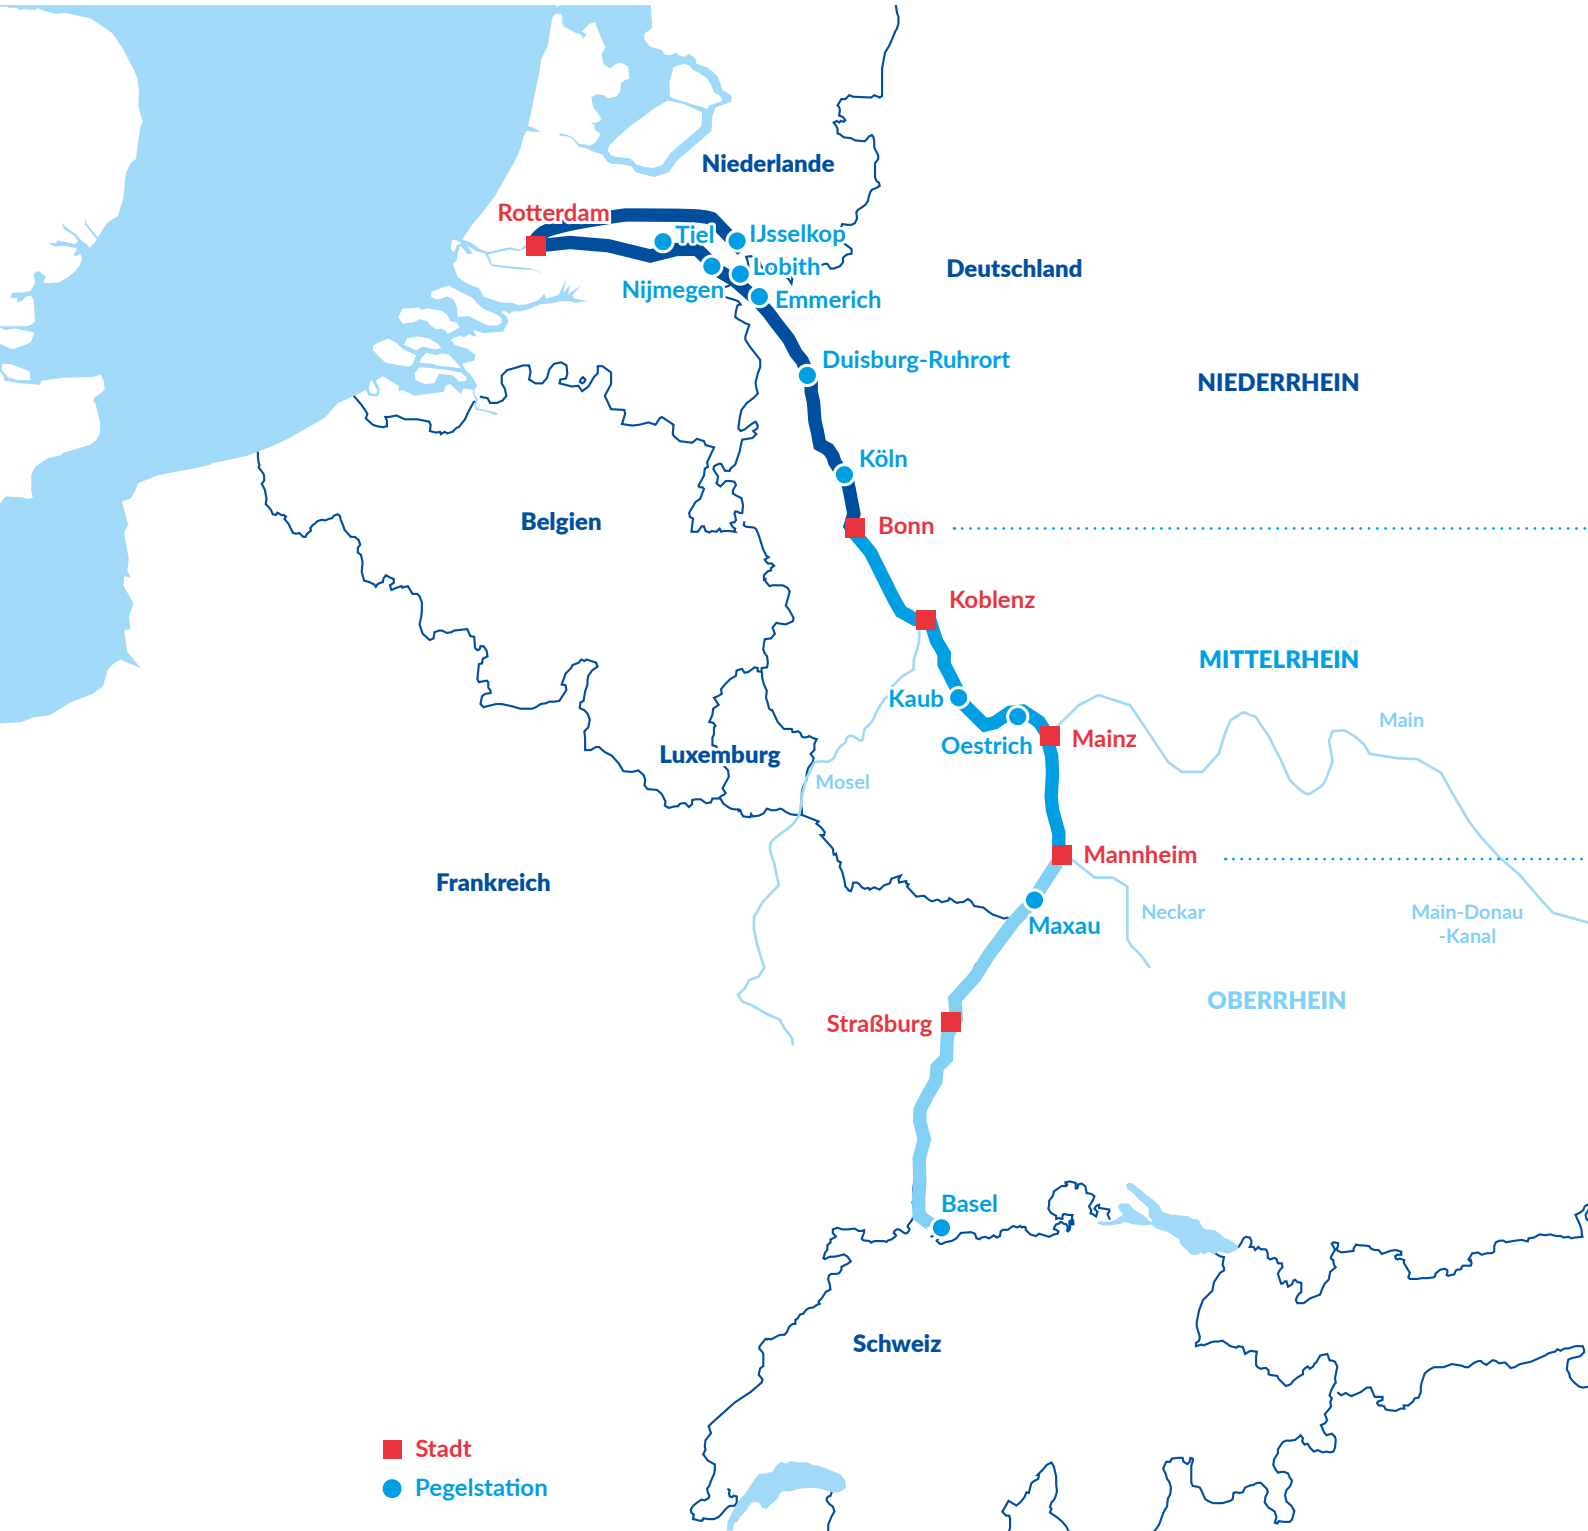 Niederlande
Rotterdam
Tiel
IJsselkop
Lobith
Deutschland
Nijmegen
Emmerich
Duisburg-Ruhrort
NIEDERRHEIN
Köln
Belgien
Bonn
Koblenz
MITTELRHEIN
Kaub
Main
Oestrich
Mainz
Luxemburg
Mosel
Mannheim
Frankreich
Neckar
Main-Donau
-Kanal
Maxau
OBERRHEIN
Straßburg
Basel
Schweiz
Stadt
Pegelstation